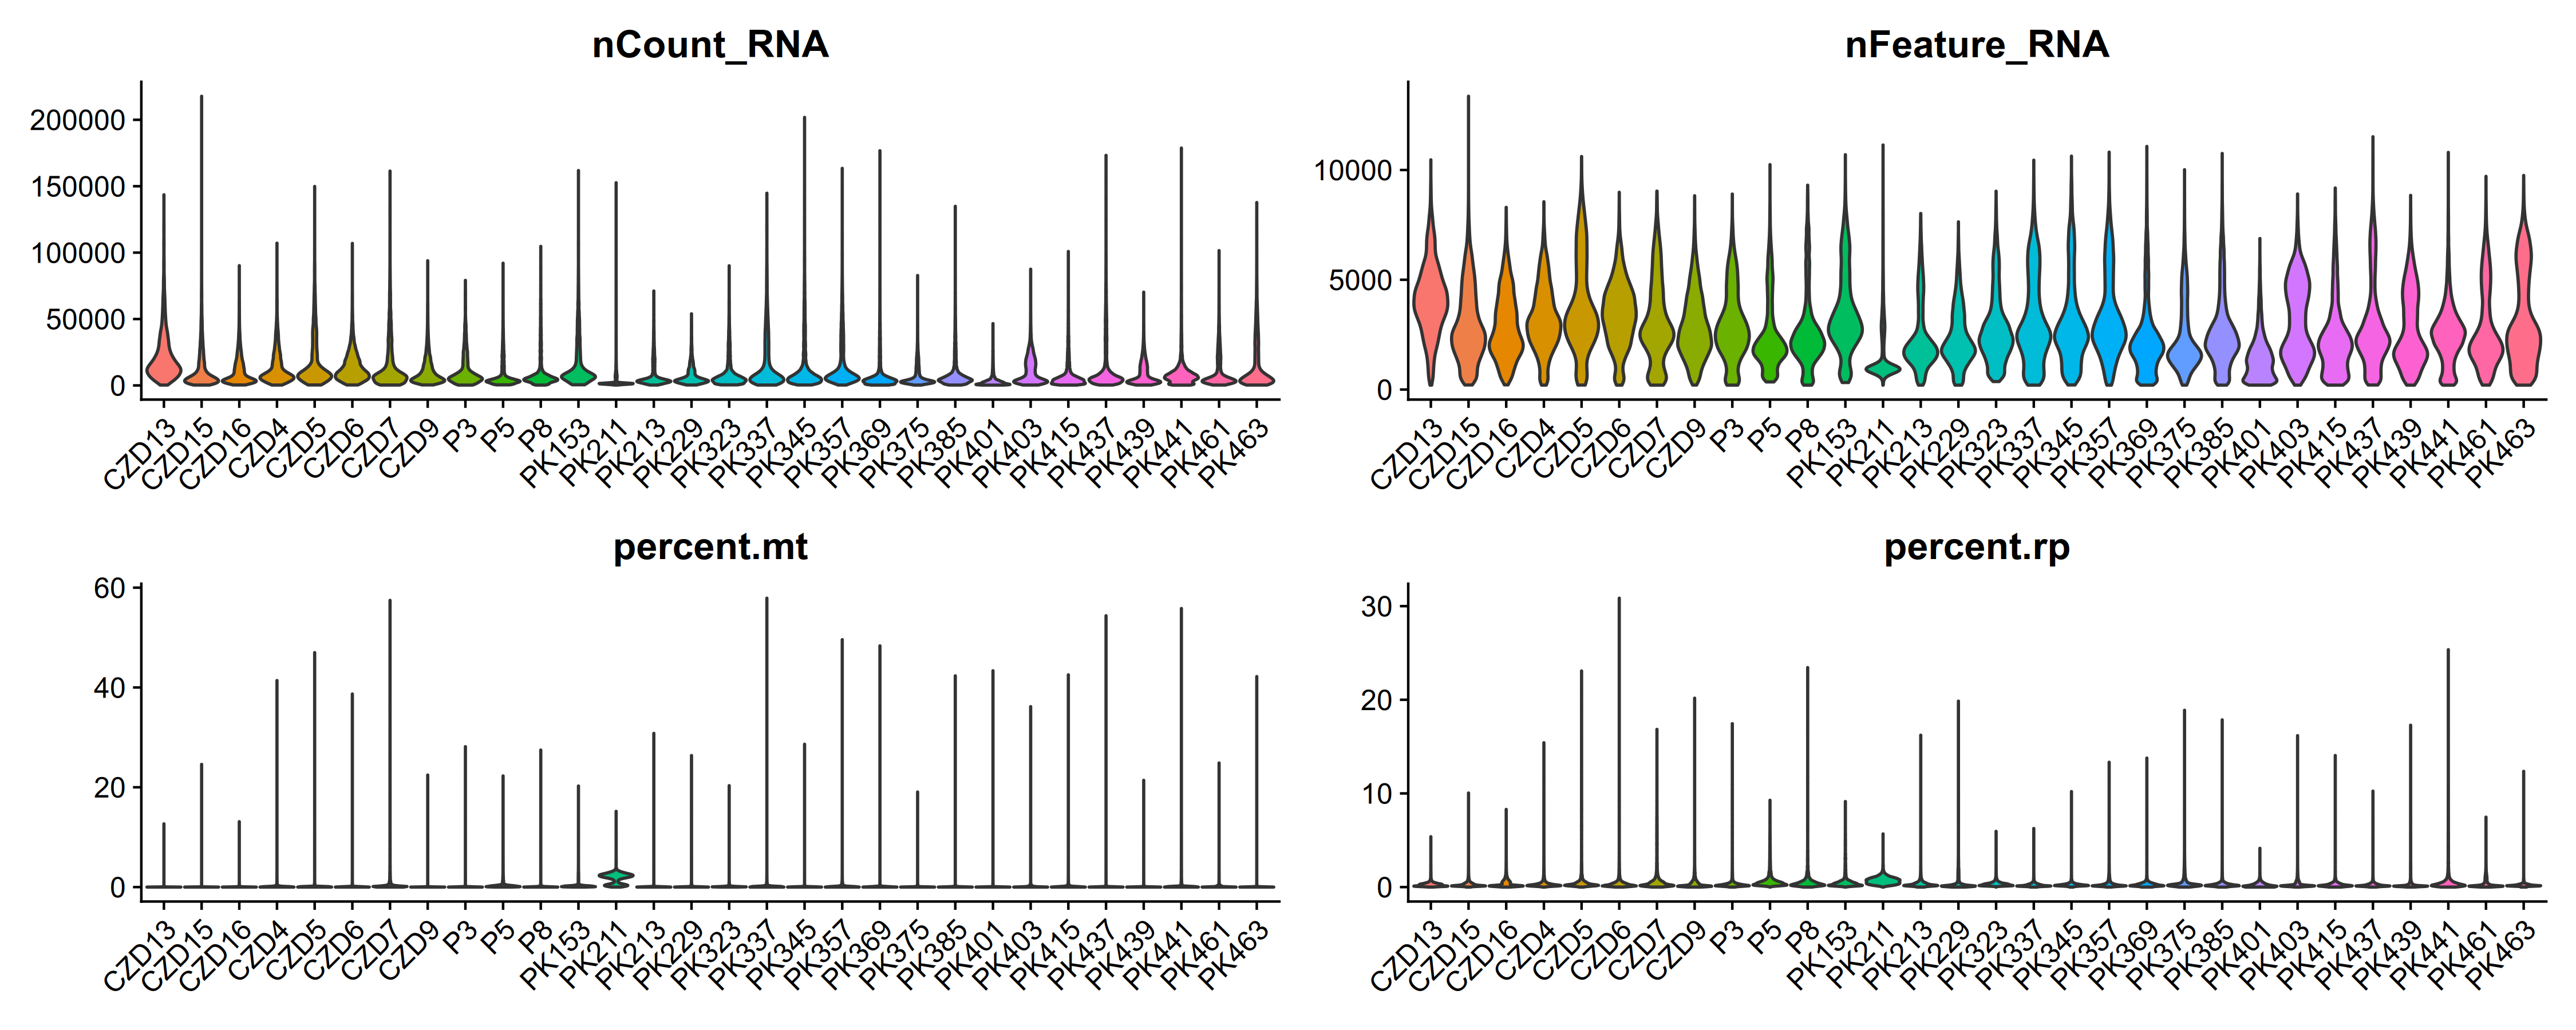 nCount_RNA
200000
150000
100000
50000
0
CZD13 CZD15 CZD16 CZD4 CZD5 CZD6 CZD7 CZD9 P3 P5 P8 PK153 PK211 PK213 PK229 PK323 PK337 PK345 PK357 PK369 PK375 PK385 PK401 PK403 PK415 PK437 PK439 PK441 PK461 PK463
nFeature_RNA
10000
5000
0
CZD13 CZD15 CZD16 CZD4 CZD5 CZD6 CZD7 CZD9 P3 P5 P8 PK153 PK211 PK213 PK229 PK323 PK337 PK345 PK357 PK369 PK375 PK385 PK401 PK403 PK415 PK437 PK439 PK441 PK461 PK463
percent.mt
60
40
20
0
CZD13 CZD15 CZD16 CZD4 CZD5 CZD6 CZD7 CZD9 P3 P5 P8 PK153 PK211 PK213 PK229 PK323 PK337 PK345 PK357 PK369 PK375 PK385 PK401 PK403 PK415 PK437 PK439 PK441 PK461 PK463
percent.rp
30
20
10
0
CZD13 CZD15 CZD16 CZD4 CZD5 CZD6 CZD7 CZD9 P3 P5 P8 PK153 PK211 PK213 PK229 PK323 PK337 PK345 PK357 PK369 PK375 PK385 PK401 PK403 PK415 PK437 PK439 PK441 PK461 PK463